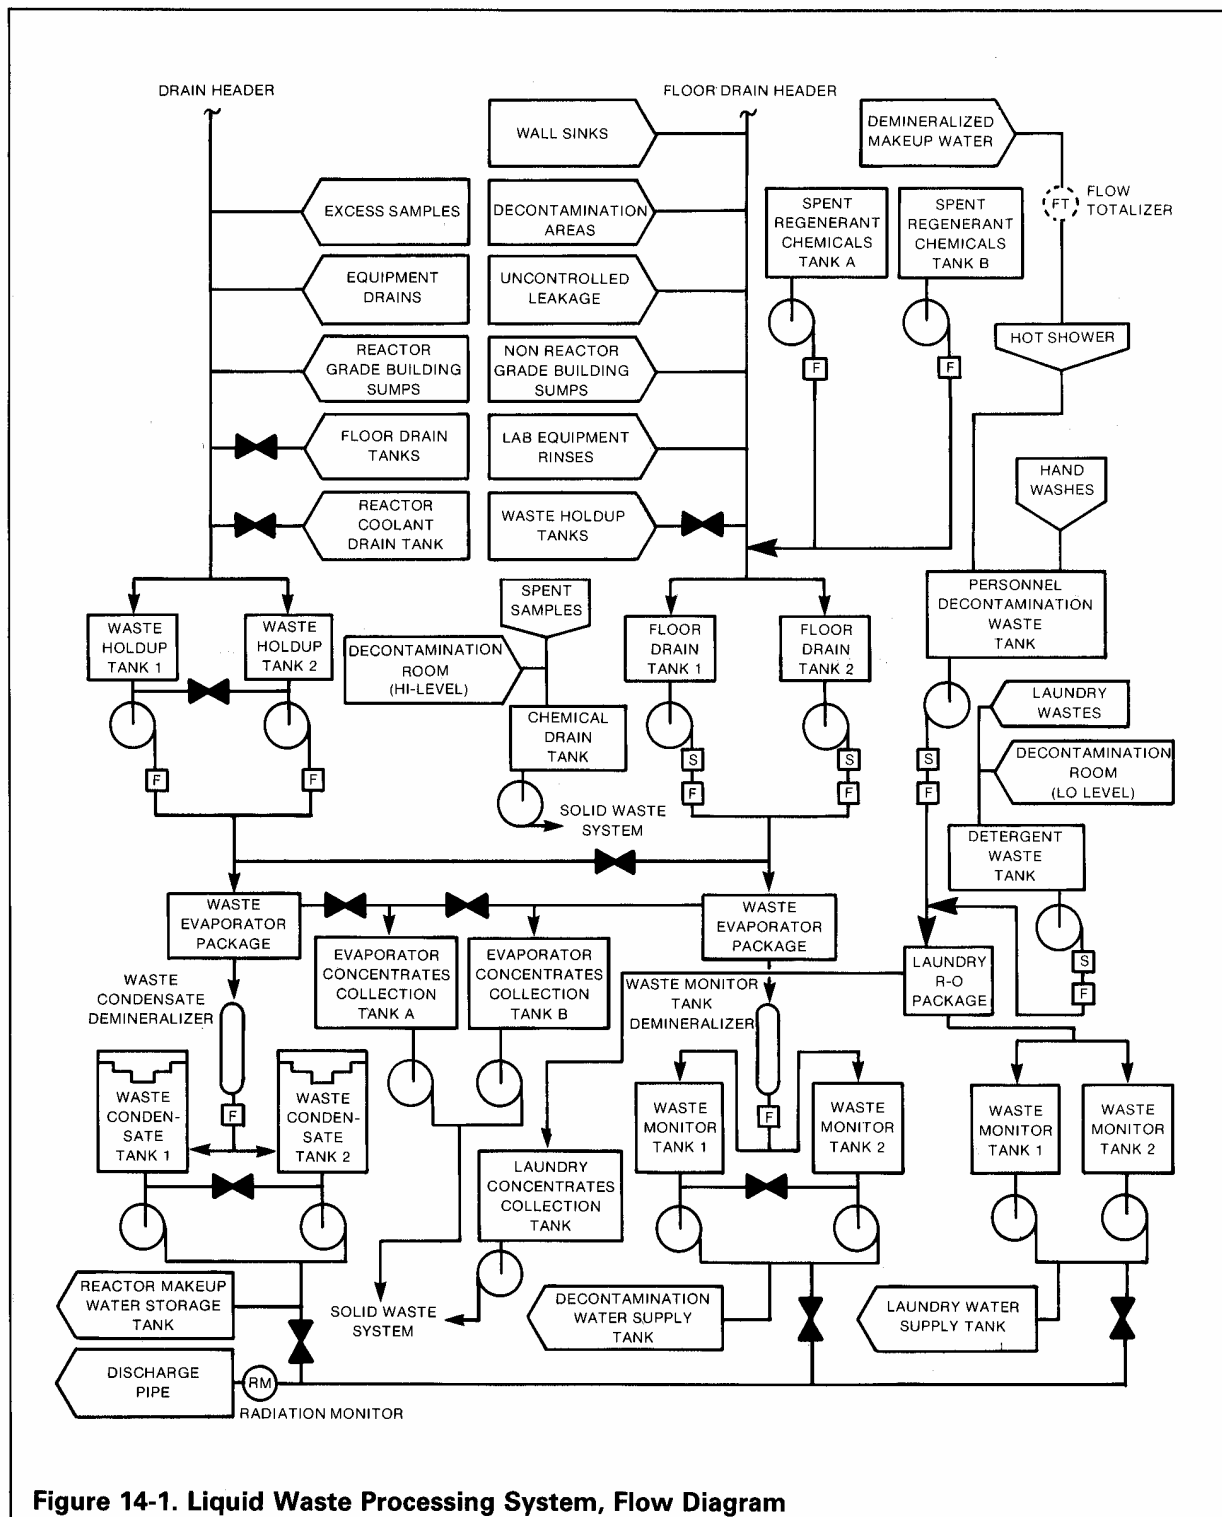 DRAIN HEADER
FLOOR DRAIN HEADER
WALL SINKS
DEMINERALIZED
MAKEUP WATER
EXCESS SAMPLES
DECONTAMINATION
AREAS
SPENT
REGENERANT
CHEMICALS
TANK A
SPENT
REGENERANT
CHEMICALS
TANK B
FT
FLOW
TOTALIZER
EQUIPMENT
DRAINS
UNCONTROLLED
LEAKAGE
HOT SHOWER
REACTOR
GRADE BUILDING
SUMPS
NON REACTOR
GRADE BUILDING
SUMPS
F
F
FLOOR DRAIN
TANKS
LAB EQUIPMENT
RINSES
HAND
WASHES
REACTOR
COOLANT
DRAIN TANK
WASTE HOLDUP
TANKS
SPENT
SAMPLES
PERSONNEL
DECONTAMINATION
WASTE
TANK
WASTE
HOLDUP
TANK 1
WASTE
HOLDUP
TANK 2
DECONTAMINATION
ROOM
(HI-LEVEL)
FLOOR
DRAIN
TANK 1
FLOOR
DRAIN
TANK 2
CHEMICAL
DRAIN
TANK
LAUNDRY
WASTES
DECONTAMINATION
ROOM
(LO LEVEL)
F
F
S
F
S
F
S
F
SOLID WASTE
SYSTEM
DETERGENT
WASTE
TANK
WASTE
EVAPORATOR
PACKAGE
WASTE
EVAPORATOR
PACKAGE
EVAPORATOR
CONCENTRATES
COLLECTION
TANK A
EVAPORATOR
CONCENTRATES
COLLECTION
TANK B
LAUNDRY
R-O
PACKAGE
S
F
WASTE
CONDENSATE
DEMINERALIZER
WASTE MONITOR
TANK
DEMINERALIZER
WASTE
CONDEN-
SATE
TANK 1
F
WASTE
CONDEN-
SATE
TANK 2
WASTE
MONITOR
TANK 1
F
WASTE
MONITOR
TANK 2
WASTE
MONITOR
TANK 1
WASTE
MONITOR
TANK 2
LAUNDRY
CONCENTRATES
COLLECTION
TANK
REACTOR MAKEUP
WATER STORAGE
TANK
SOLID WASTE
SYSTEM
DECONTAMINATION
WATER SUPPLY
TANK
LAUNDRY WATER
SUPPLY TANK
DISCHARGE
PIPE
RM
RADIATION MONITOR
Figure 14-1. Liquid Waste Processing System, Flow Diagram